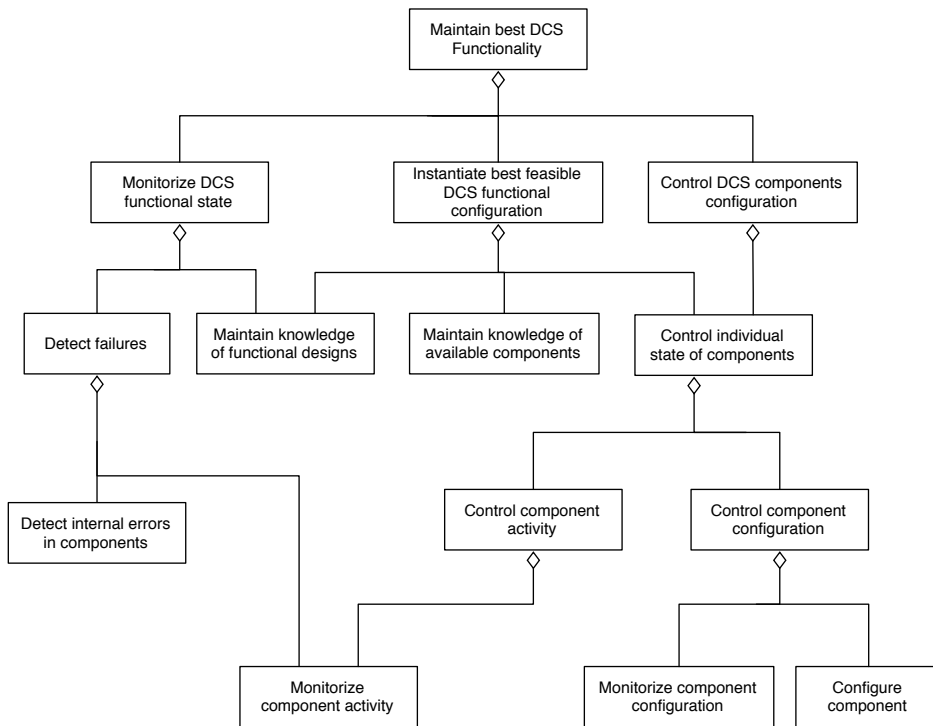 Maintain best DCS
Functionality
Monitorize DCS
functional state
Instantiate best feasible
DCS functional
configuration
Control DCS components
configuration
Detect failures
Maintain knowledge
of functional designs
Maintain knowledge of
available components
Control individual
state of components
Detect internal errors
in components
Control component
activity
Control component
configuration
Monitorize
component activity
Monitorize component
configuration
Configure
component